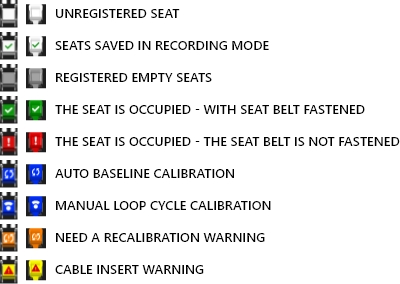 UNREGISTERED SEAT
SEATS SAVED IN RECORDING MODE
REGISTERED EMPTY SEATS
THE SEAT IS OCCUPIED - WITH SEAT BELT FASTENED
THE SEAT IS OCCUPIED - THE SEAT BELT IS NOT FASTENED
AUTO BASELINE CALIBRATION
MANUAL LOOP CYCLE CALIBRATION
NEED A RECALIBRATION WARNING
CABLE INSERT WARNING